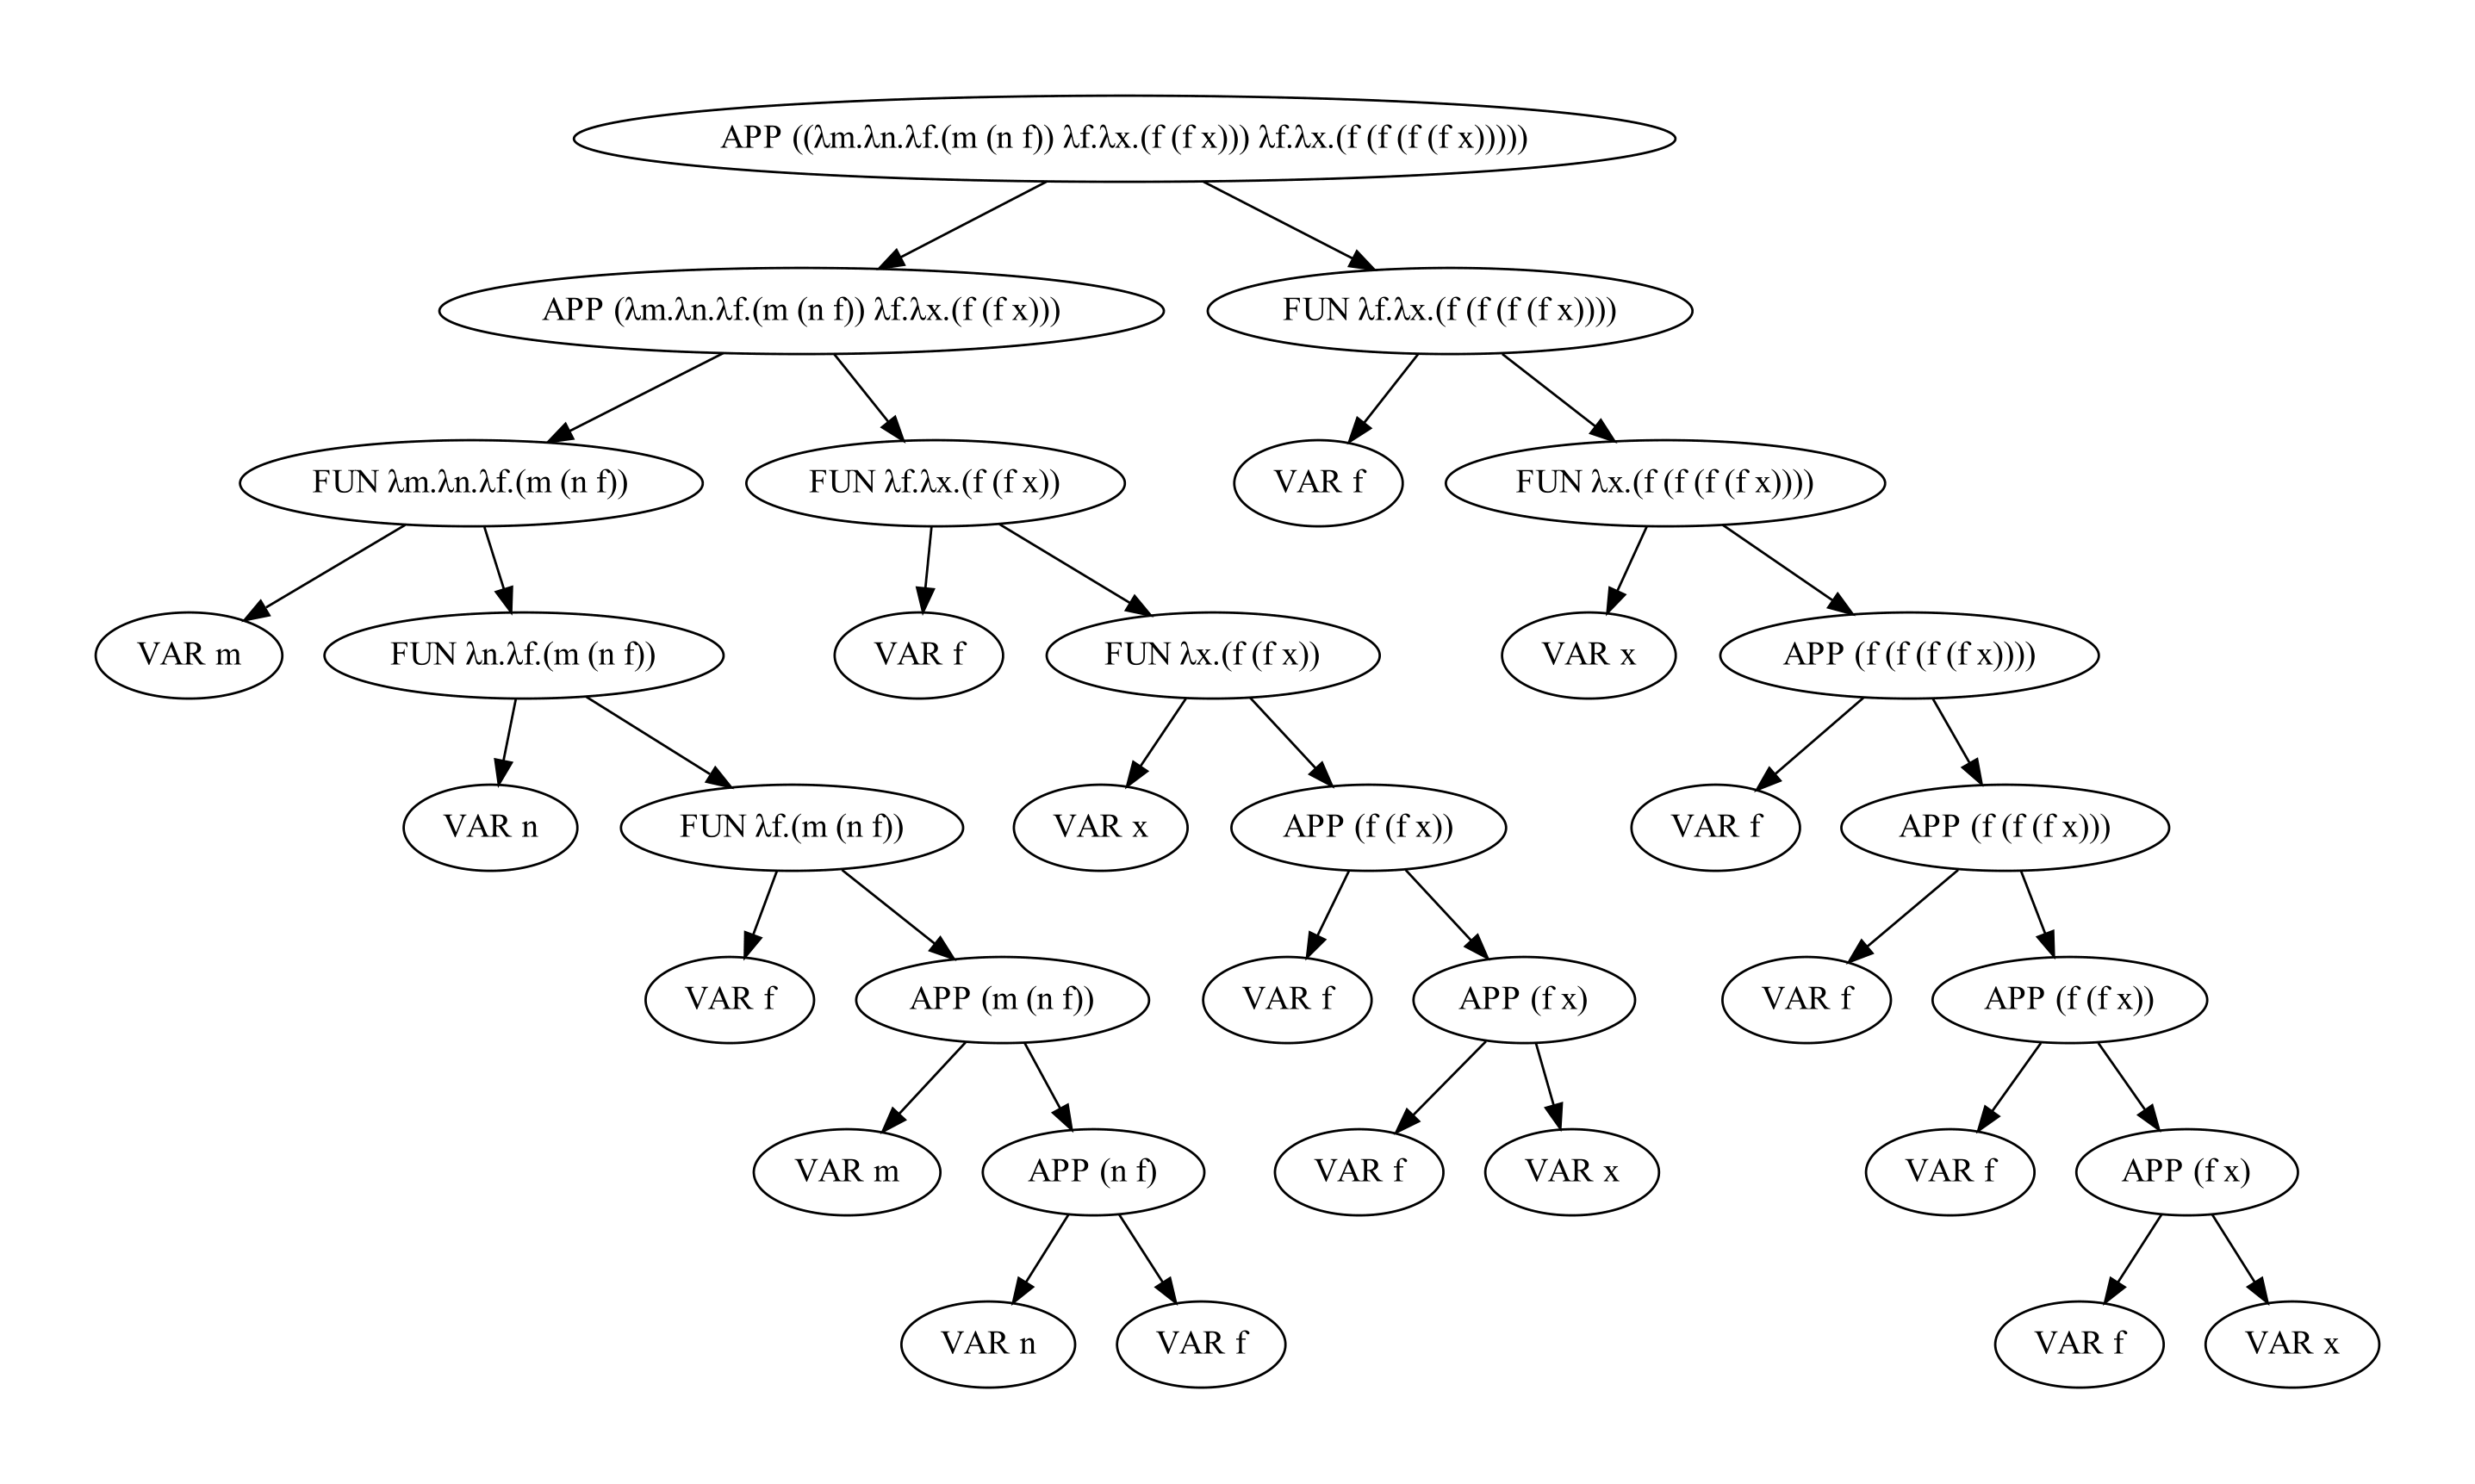 APP ((λm.λn.λf.(m (n f)) λf.λx.(f (f x))) λf.λx.(f (f (f (f x)))))
APP (λm.λn.λf.(m (n f)) λf.λx.(f (f x)))
FUN λf.λx.(f (f (f (f x))))
FUN λm.λn.λf.(m (n f))
FUN λf.λx.(f (f x))
VAR f
FUN λx.(f (f (f (f x))))
VAR m
FUN λn.λf.(m (n f))
VAR f
FUN λx.(f (f x))
VAR x
APP (f (f (f (f x))))
VAR n
FUN λf.(m (n f))
VAR x
APP (f (f x))
VAR f
APP (f (f (f x)))
VAR f
APP (m (n f))
VAR f
APP (f x)
VAR f
APP (f (f x))
VAR m
APP (n f)
VAR f
VAR x
VAR f
APP (f x)
VAR n
VAR f
VAR f
VAR x